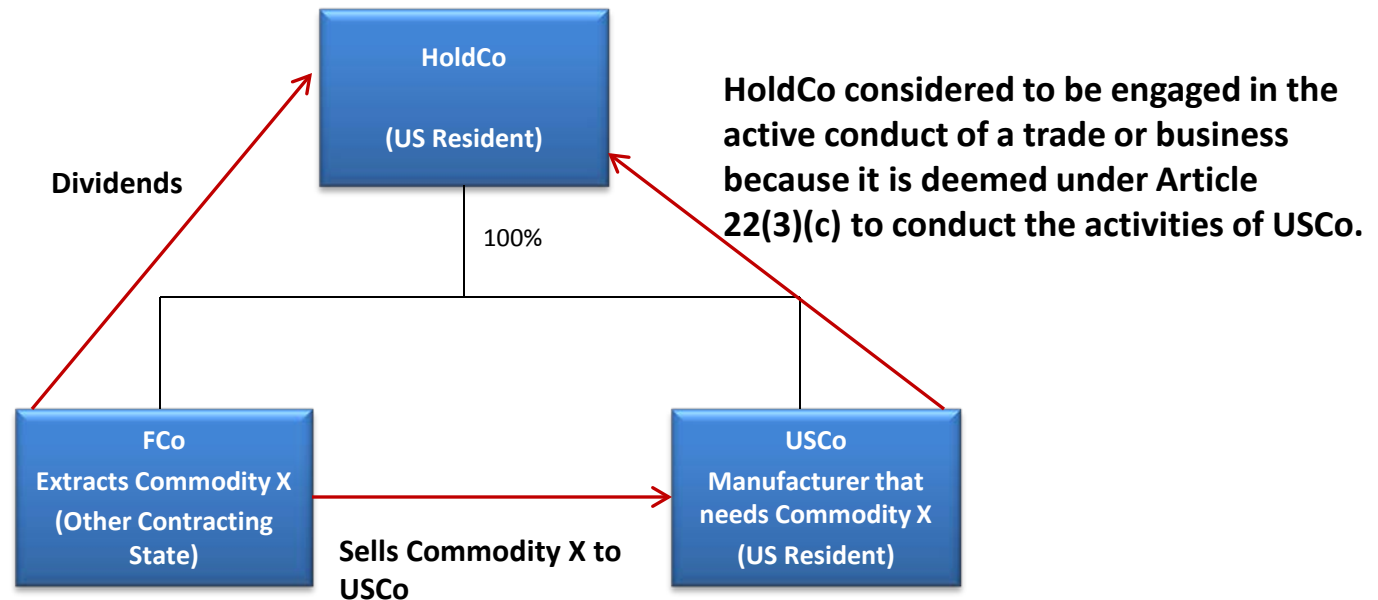 HoldCo
(US Resident)
HoldCo considered to be engaged in the
active conduct of a trade or business
because it is deemed under Article
22(3)(c) to conduct the activities of USCo.
Dividends
100%
FCo
Extracts Commodity X
(Other Contracting
State)
Sells Commodity X to
USCo
USCo
Manufacturer that
needs Commodity X
(US Resident)